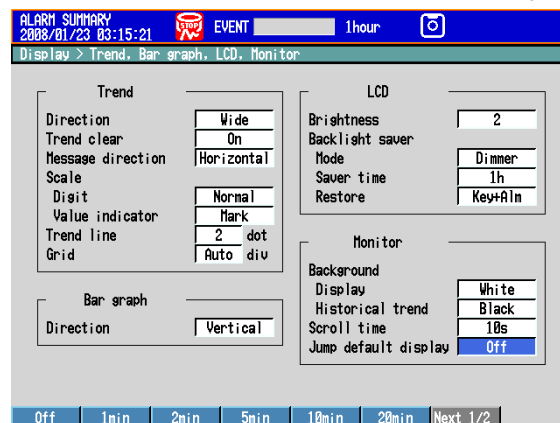 ALARM SUMMARY
2008/01/23 03:15:21
STOP
EVENT
1hour
Display > Trend, Bar graph, LCD, Monitor
Trend
Direction Wide
Trend clear On
Message direction Horizontal
Scale
Digit Normal
Value indicator Mark
Trend line 2 dot
Grid Auto div
Bar graph
Direction Vertical
LCD
Brightness 2
Backlight saver
Mode Dimmer
Saver time 1h
Restore Key+Alm
Monitor
Background
Display White
Historical trend Black
Scroll time 10s
Jump default display Off
Off 1min 2min 5min 10min 20min Next 1/2